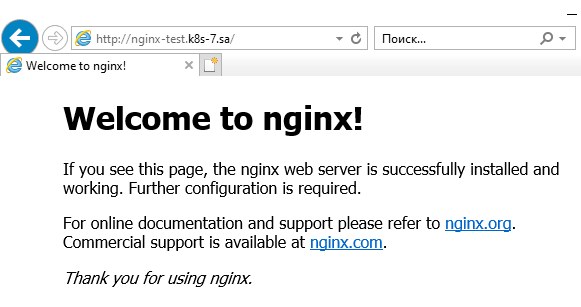 http://nginx-test.k8s-7.sa/
Поиск...
Welcome to nginx!
Welcome to nginx!
If you see this page, the nginx web server is successfully installed and
working. Further configuration is required.
For online documentation and support please refer to nginx.org.
Commercial support is available at nginx.com.
Thank you for using nginx.